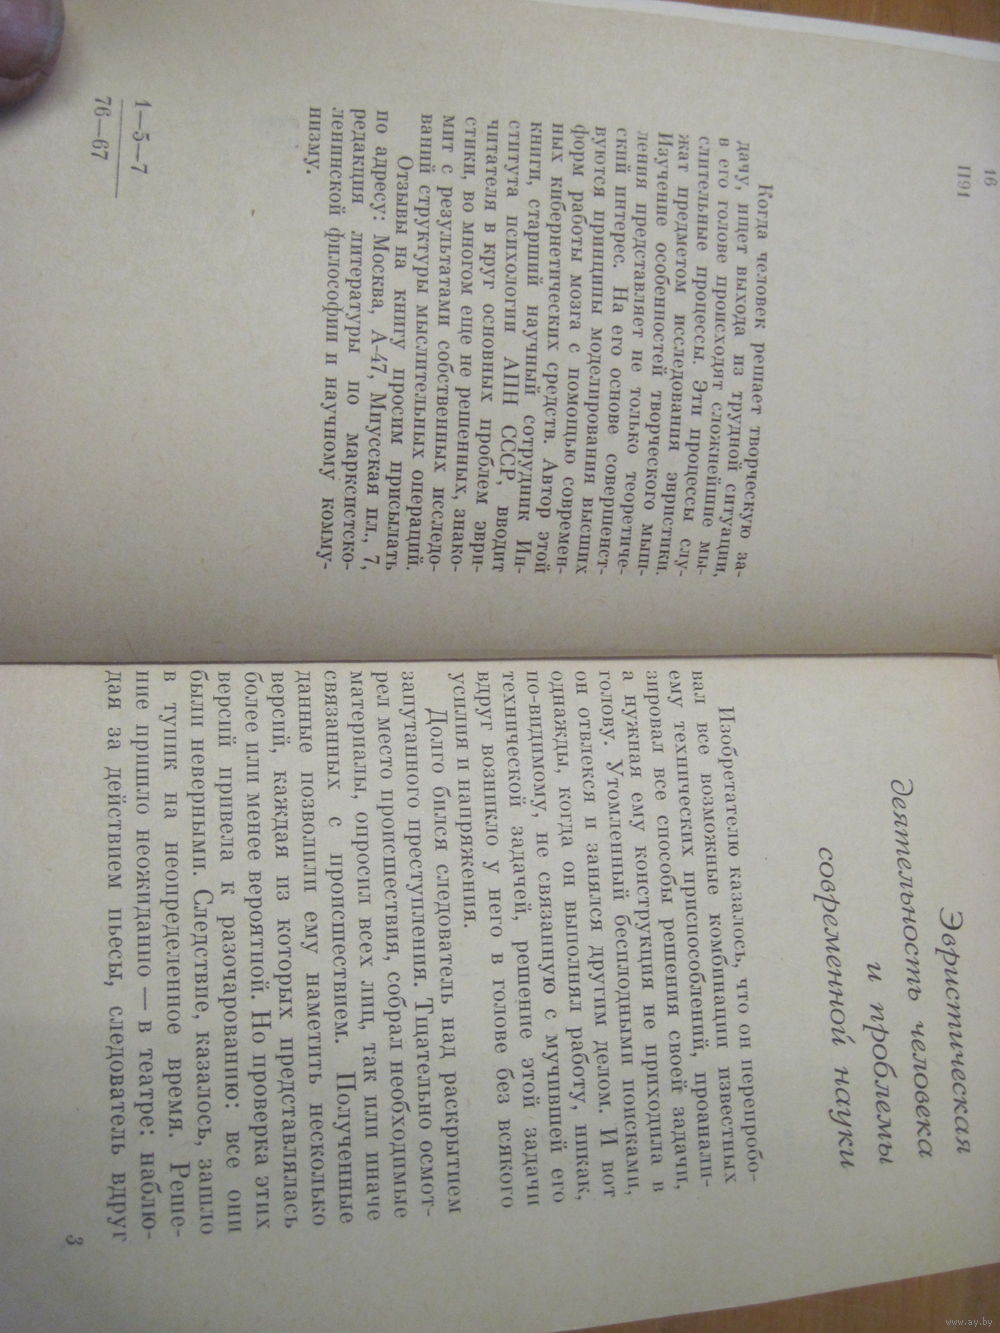 16
П91
Когда человек решает творческую за-
дачу, ищет выхода из трудной ситуации,
в его голове происходят сложнейшие мы-
слительные процессы. Эти процессы слу-
жат предметом исследования эвристики.
Изучение особенностей творческого мыш-
ления представляет не только теоретиче-
ский интерес. На его основе совершенст-
вуются принципы моделирования высших
форм работы мозга с помощью современ-
ных кибернетических средств. Автор этой
книги, старший научный сотрудник Ин-
ститута психологии АПН СССР, вводит
читателя в круг основных проблем эври-
стики, во многом еще не решенных, знако-
мит с результатами собственных исследо-
ваний структуры мыслительных операций.
Отзывы на книгу просим присылать
по адресу: Москва, А-47, Миусская пл., 7,
редакция литературы по марксистско-
ленинской философии и научному комму-
низму.
1—5—7
76—67
Эвристическая
деятельность человека
и проблемы
современной науки
Изобретателю казалось, что он перепробо-
вал все возможные комбинации известных
ему технических приспособлений, проанали-
зировал все способы решения своей задачи,
а нужная ему конструкция не приходила в
голову. Утомленный бесплодными поисками,
он отвлекся и занялся другим делом. И вот
однажды, когда он выполнял работу, никак,
по-видимому, не связанную с мучившей его
технической задачей, решение этой задачи
вдруг возникло у него в голове без всякого
усилия и напряжения.
Долго бился следователь над раскрытием
запутанного преступления. Тщательно осмот-
рел место происшествия, собрал необходимые
материалы, опросил всех лиц, так или иначе
связанных с происшествием. Полученные
данные позволили ему наметить несколько
версий, каждая из которых представлялась
более или менее вероятной. Но проверка этих
версий привела к разочарованию: все они
были неверными. Следствие, казалось, зашло
в тупик на неопределенное время. Реше-
ние пришло неожиданно — в театре: наблю-
дая за действием пьесы, следователь вдруг
3
www.ay.by